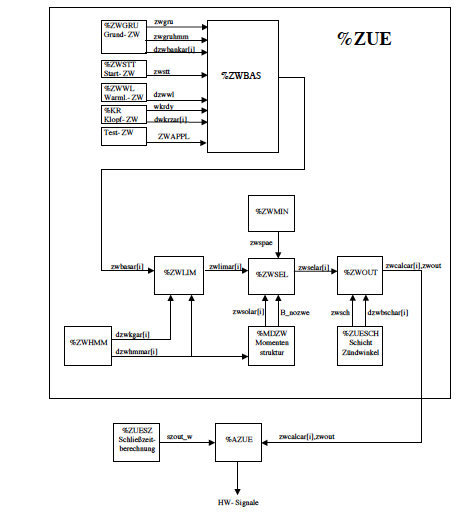 %ZUE
%ZWGRU
Grund- ZW
zwgru
zwgruhmm
dzwbankar[i]
%ZWSTT
Start- ZW
zwstt
%ZWBAS
%ZWWL
Warml.- ZW
dzwwl
%KR
Klopf- ZW
wkrdy
dwkrzar[i]
Test- ZW
ZWAPPL
%ZWMIN
zwspae
zwbasar[i]
%ZWLIM
zwlimar[i]
%ZWSEL
zwselar[i]
%ZWOUT
zwcalcar[i],zwout
zwsolar[i]
B_nozwe
zwsch
dzwbschar[i]
%ZWHMM
dzwkgar[i]
dzwhmmar[i]
%MDZW
Momenten
struktur
%ZUESCH
Schicht
Zündwinkel
%ZUESZ
Schließzeit-
berechnung
szout_w
%AZUE
zwcalcar[i],zwout
HW- Signale